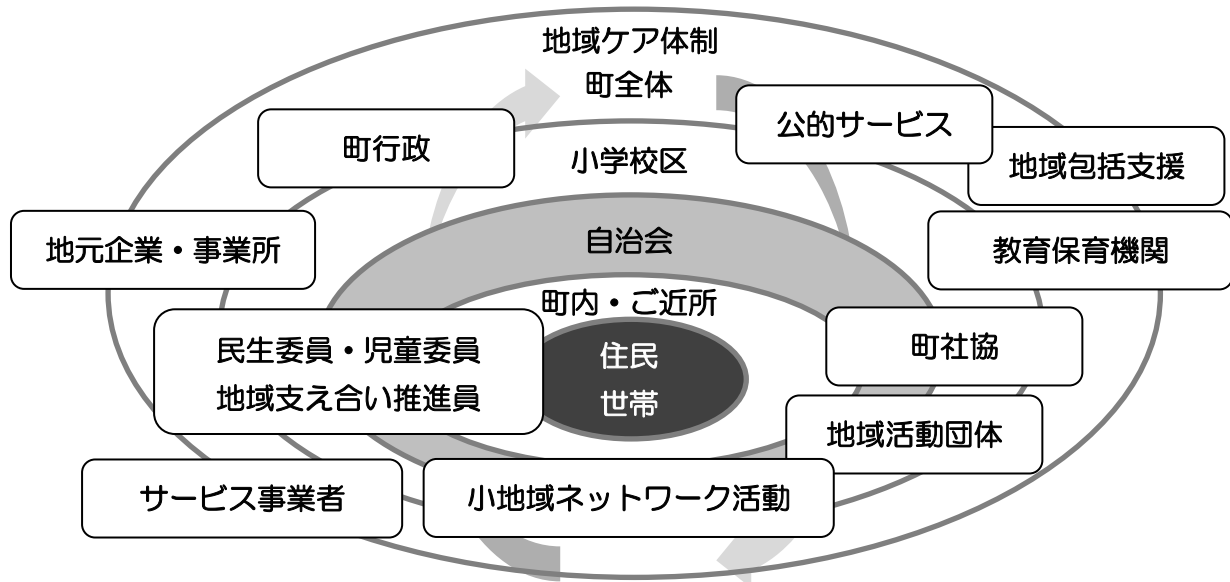 地域ケア体制
町全体
公的サービス
町行政
小学校区
地域包括支援
自治会
地元企業・事業所
教育保育機関
町内・ご近所
民生委員・児童委員
地域支え合い推進員
住民
世帯
町社協
地域活動団体
サービス事業者
小地域ネットワーク活動